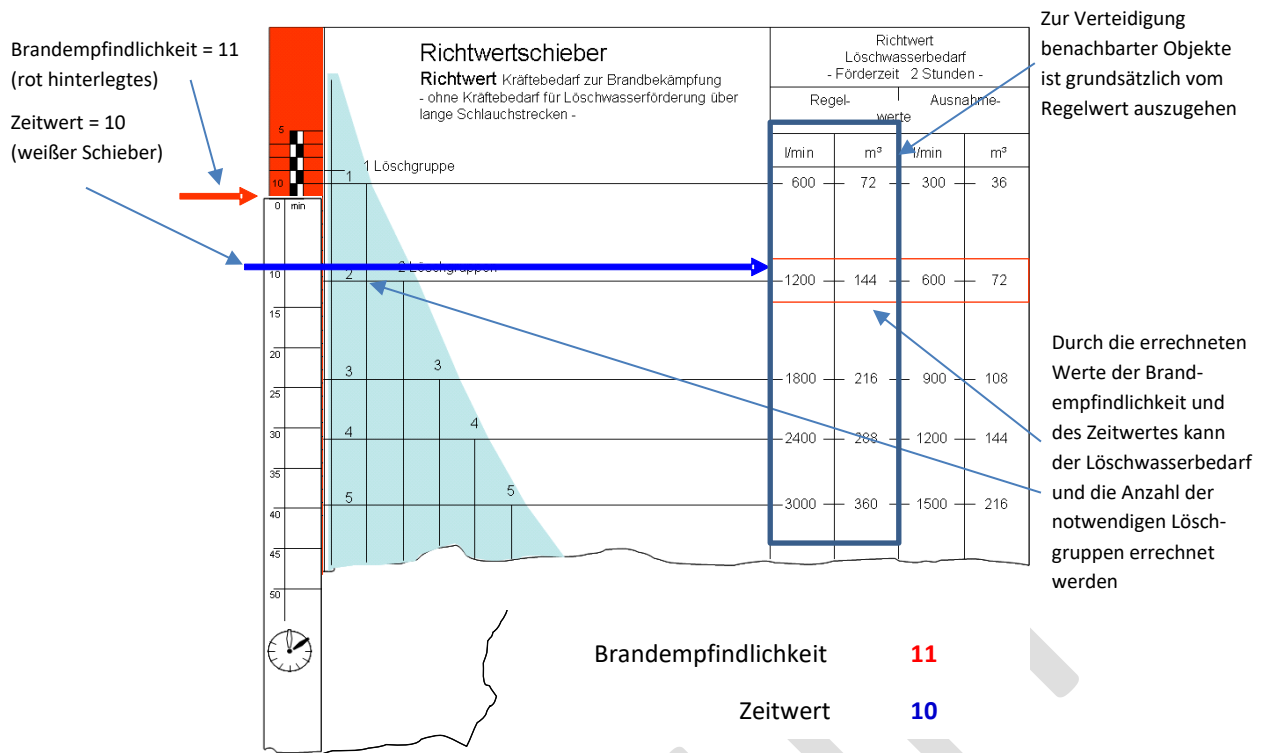 Brandempfindlichkeit = 11
(rot hinterlegtes)
Zeitwert = 10
(weißer Schieber)
Richtwertschieber
Richtwert Kräftebedarf zur Brandbekämpfung
- ohne Kräftebedarf für Löschwasserförderung über
lange Schlauchstrecken -
Richtwert
Löschwasserbedarf
- Förderzeit 2 Stunden -
Regel- Ausnahme-
werte
l/min m³ l/min m³
Zur Verteidigung
benachbarter Objekte
ist grundsätzlich vom
Regelwert auszugehen
5
10
0 min
10
15
20
25
30
35
40
45
50
1 1 Löschgruppe 600 72 300 36
2 2 Löschgruppen 1200 144 600 72
3 3 1800 216 900 108
4 4 2400 288 1200 144
5 5 3000 360 1500 216
Durch die errechneten
Werte der Brand-
empfindlichkeit und
des Zeitwertes kann
der Löschwasserbedarf
und die Anzahl der
notwendigen Lösch-
gruppen errechnet
werden
Brandempfindlichkeit 11
Zeitwert 10